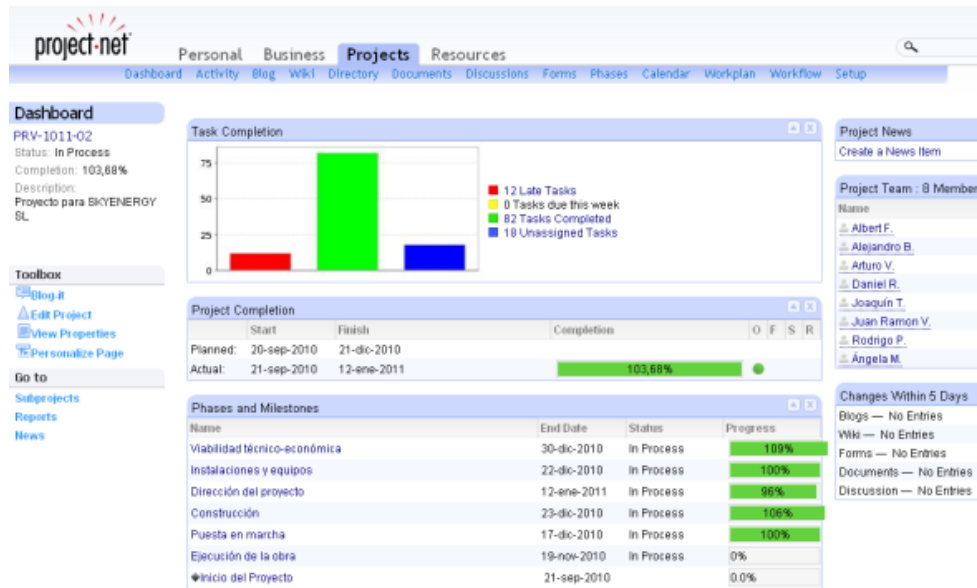 project·net
Personal Business Projects Resources
Dashboard Activity Blog Wiki Directory Documents Discussions Forms Phases Calendar Workplan Workflow Setup
Dashboard
PRV-1011-02
Status: In Process
Completion: 103,68%
Description:
Proyecto para SKYENERGY
SL
Toolbox
Blog-it
Edit Project
View Properties
Personalize Page
Go to
Subprojects
Reports
News
Task Completion
75
50
25
0
12 Late Tasks
0 Tasks due this week
82 Tasks Completed
18 Unassigned Tasks
Project Completion
Start Finish Completion O F S R
Planned: 20-sep-2010 21-dic-2010
Actual: 21-sep-2010 12-ene-2011 103,68%
Phases and Milestones
Name End Date Status Progress
Viabilidad técnico-económica 30-dic-2010 In Process 109%
Instalaciones y equipos 22-dic-2010 In Process 100%
Dirección del proyecto 12-ene-2011 In Process 96%
Construcción 23-dic-2010 In Process 106%
Puesta en marcha 17-dic-2010 In Process 100%
Ejecución de la obra 19-nov-2010 In Process 0%
Inicio del Proyecto 21-sep-2010 0.0%
Project News
Create a News Item
Project Team : 8 Member
Name
Albert F.
Alejandro B.
Arturo V.
Daniel R.
Joaquín T.
Juan Ramon V.
Rodrigo P.
Ángela M.
Changes Within 5 Days
Blogs — No Entries
Wiki — No Entries
Forms — No Entries
Documents — No Entries
Discussion — No Entries